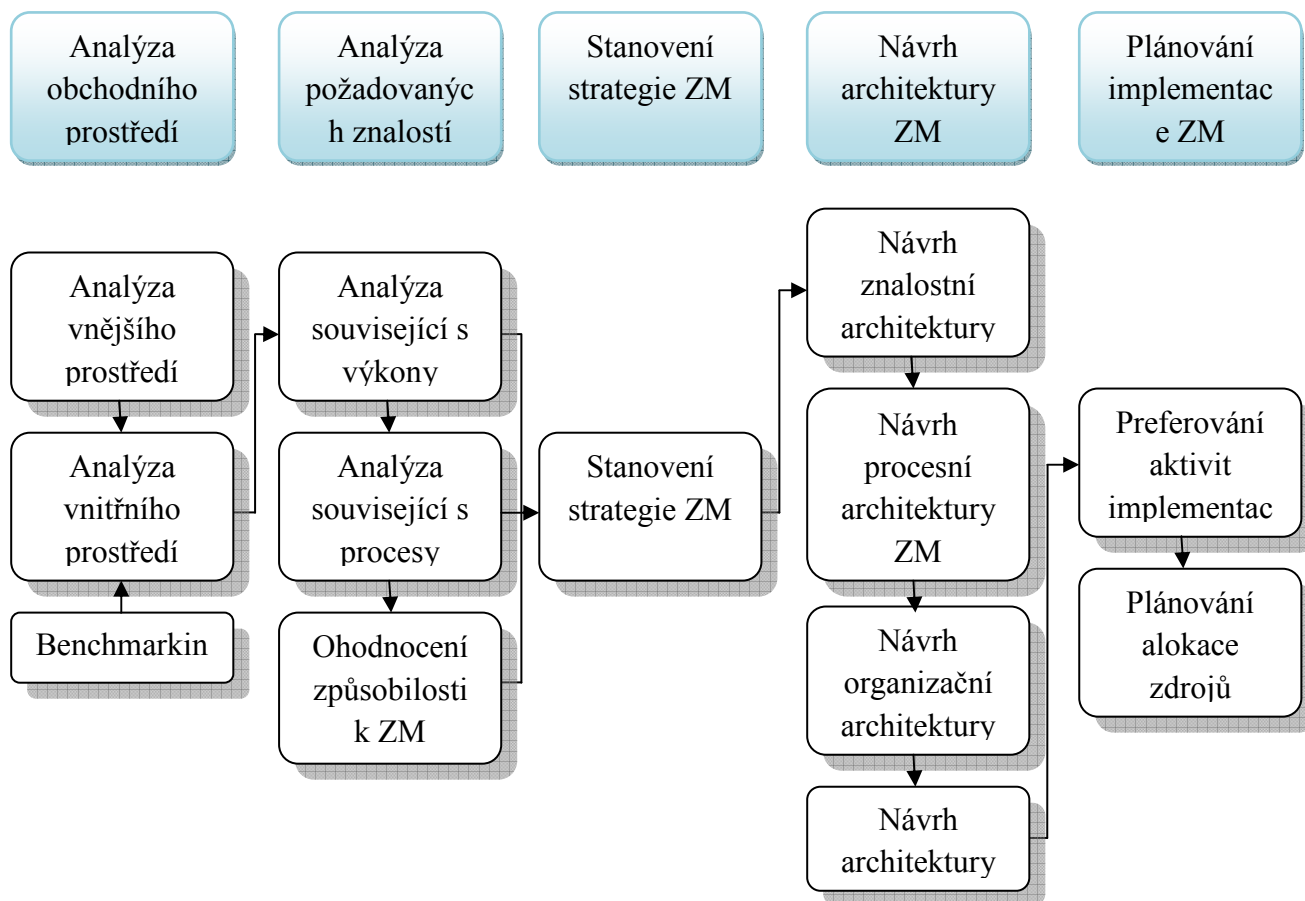 Analýza
obchodního
prostředí
Analýza
požadovanýc
h znalostí
Stanovení
strategie ZM
Návrh
architektury
ZM
Plánování
implementac
e ZM
Analýza
vnějšího
prostředí
Analýza
vnitřního
prostředí
Benchmarkin
Analýza
související s
výkony
Analýza
související s
procesy
Ohodnocení
způsobilosti
k ZM
Stanovení
strategie ZM
Návrh
znalostní
architektury
Návrh
procesní
architektury
ZM
Návrh
organizační
architektury
Návrh
architektury
Preferování
aktivit
implementac
Plánování
alokace
zdrojů